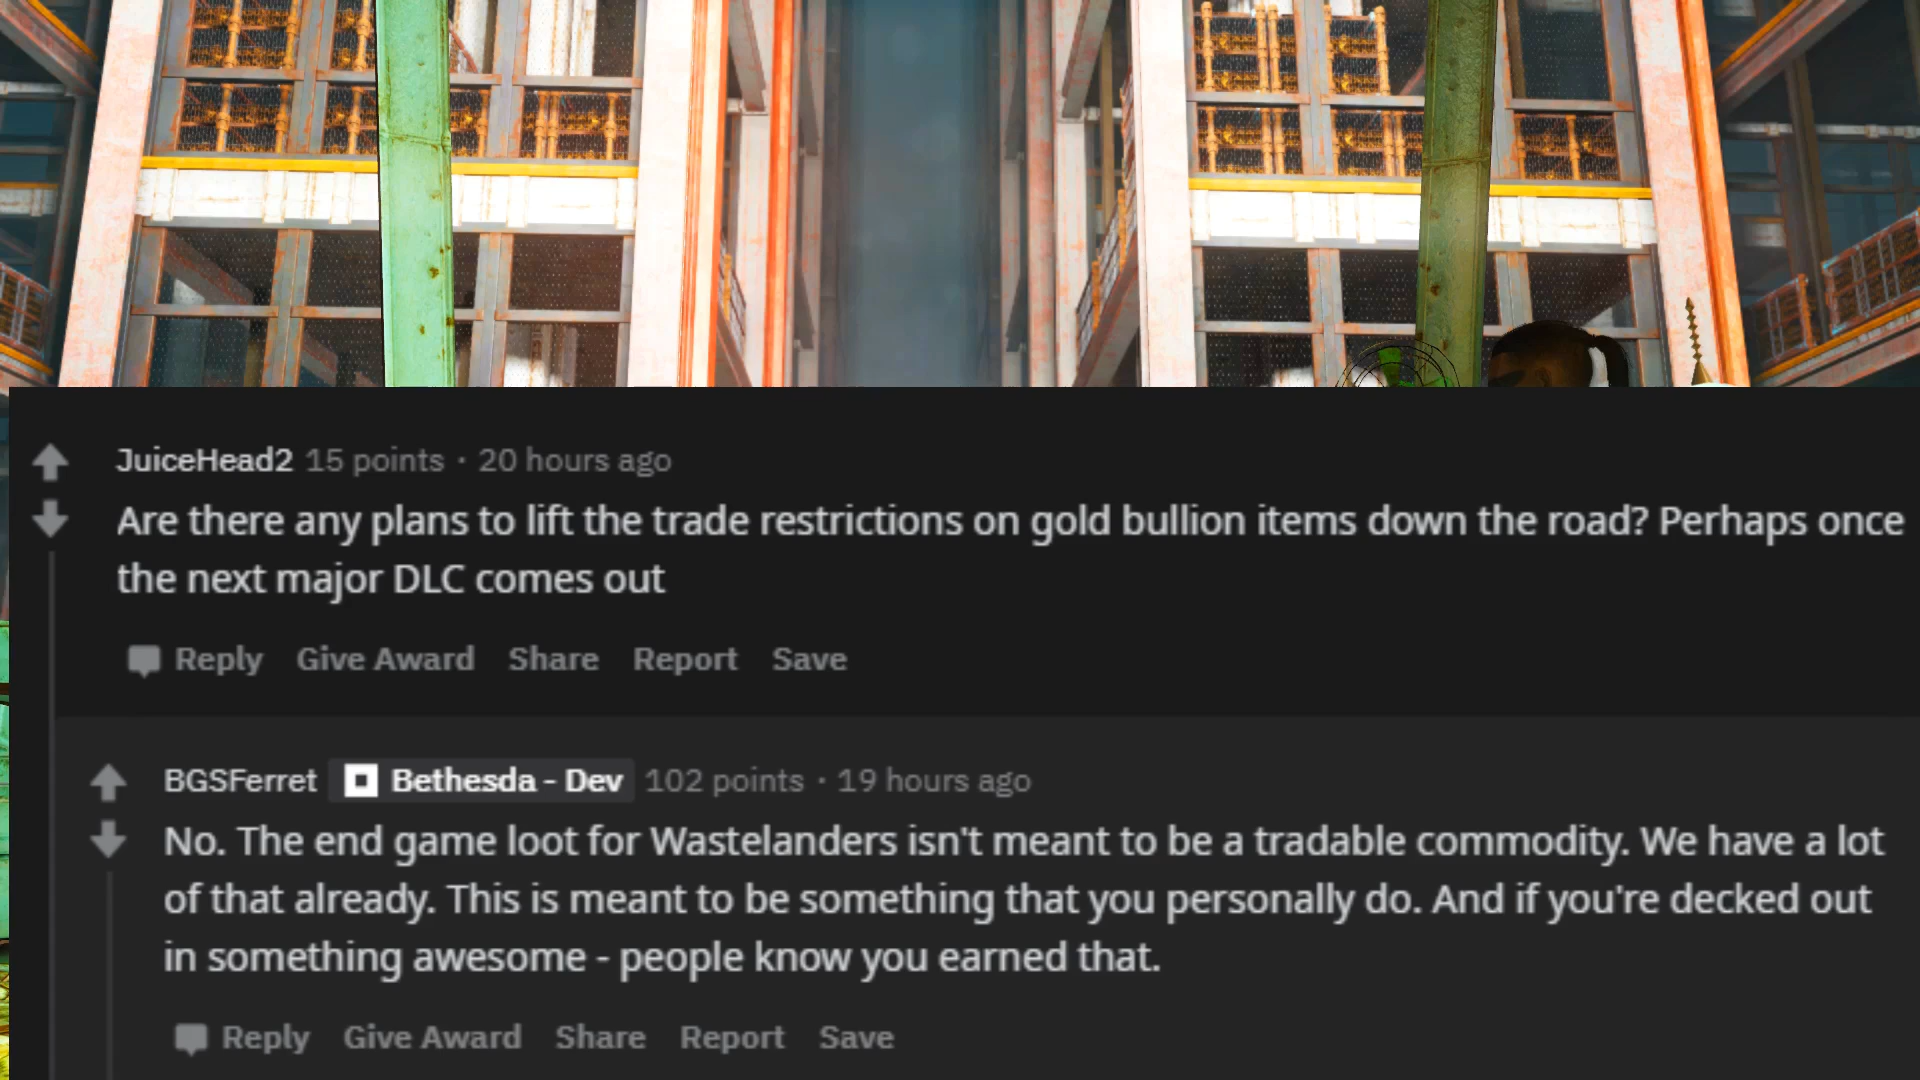 JuiceHead2 15 points · 20 hours ago
Are there any plans to lift the trade restrictions on gold bullion items down the road? Perhaps once
the next major DLC comes out
Reply Give Award Share Report Save
BGSFerret Bethesda - Dev 102 points · 19 hours ago
No. The end game loot for Wastelanders isn't meant to be a tradable commodity. We have a lot
of that already. This is meant to be something that you personally do. And if you're decked out
in something awesome - people know you earned that.
Reply Give Award Share Report Save